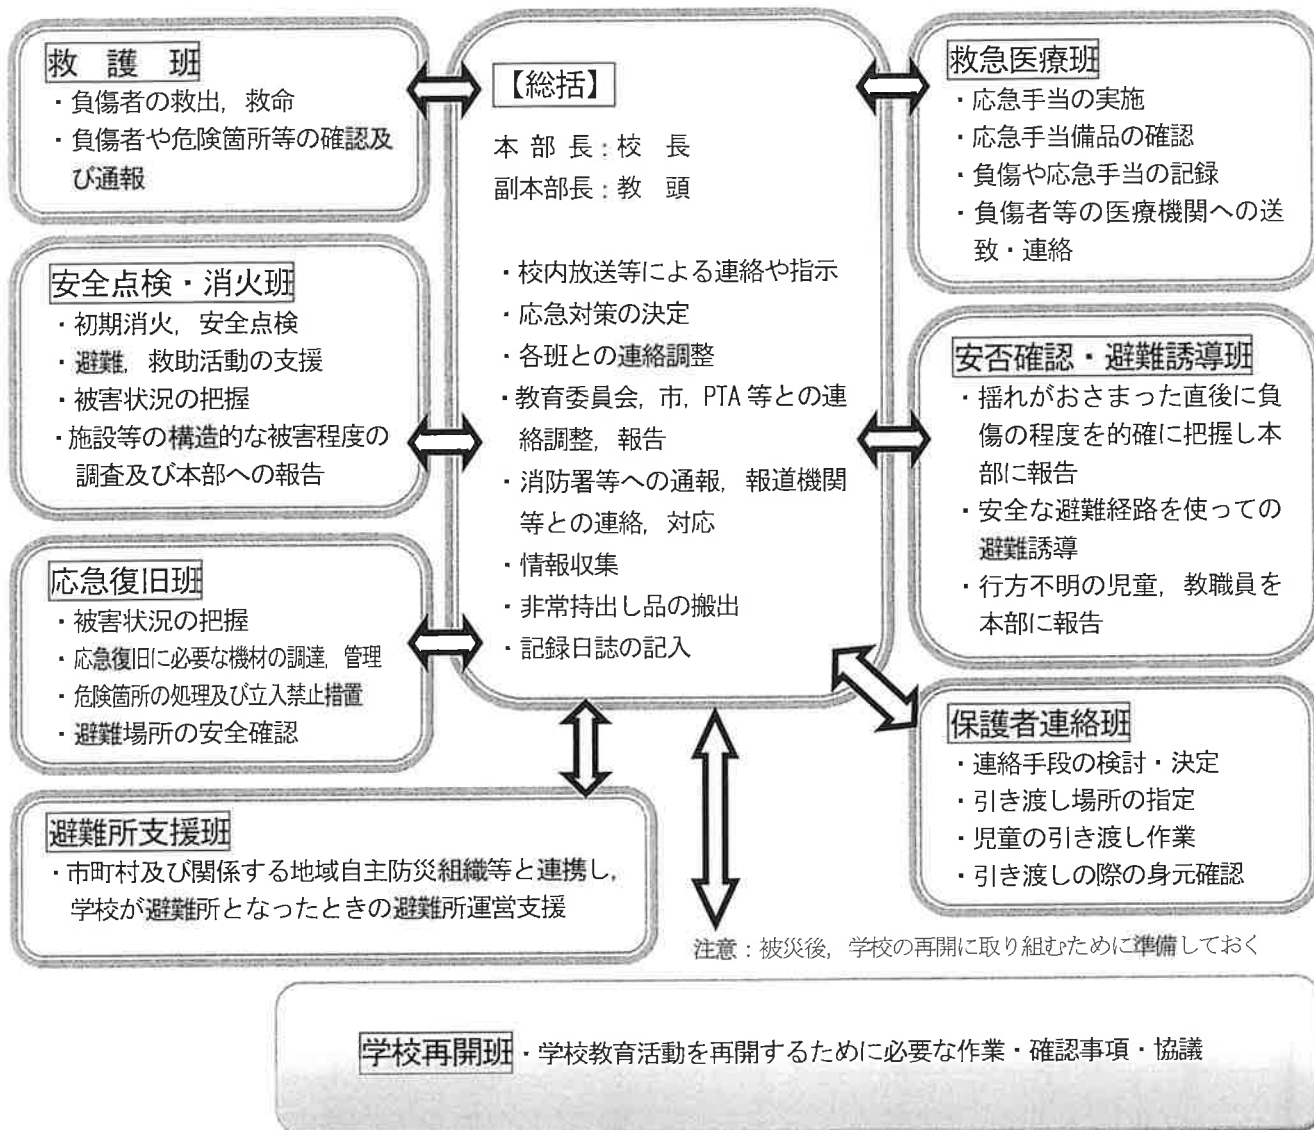 救護班
・負傷者の救出，救命
・負傷者や危険箇所等の確認及
び通報
安全点検・消火班
・初期消火，安全点検
・避難，救助活動の支援
・被害状況の把握
・施設等の構造的な被害程度の
調査及び本部への報告
応急復旧班
・被害状況の把握
・応急復旧に必要な機材の調達，管理
・危険箇所の処理及び立入禁止措置
・避難場所の安全確認
避難所支援班
・市町村及び関係する地域自主防災組織等と連携し，
学校が避難所となったときの避難所運営支援
【総括】
本部長：校長
副本部長：教頭
・校内放送等による連絡や指示
・応急対策の決定
・各班との連絡調整
・教育委員会，市，PTA等との連
絡調整，報告
・消防署等への通報，報道機関
等との連絡，対応
・情報収集
・非常持出し品の搬出
・記録日誌の記入
救急医療班
・応急手当の実施
・応急手当備品の確認
・負傷や応急手当の記録
・負傷者等の医療機関への送
致・連絡
安否確認・避難誘導班
・揺れがおさまった直後に負
傷の程度を的確に把握し本
部に報告
・安全な避難経路を使っての
避難誘導
・行方不明の児童，教職員を
本部に報告
保護者連絡班
・連絡手段の検討・決定
・引き渡し場所の指定
・児童の引き渡し作業
・引き渡しの際の身元確認
注意：被災後，学校の再開に取り組むために準備しておく
学校再開班・学校教育活動を再開するために必要な作業・確認事項・協議